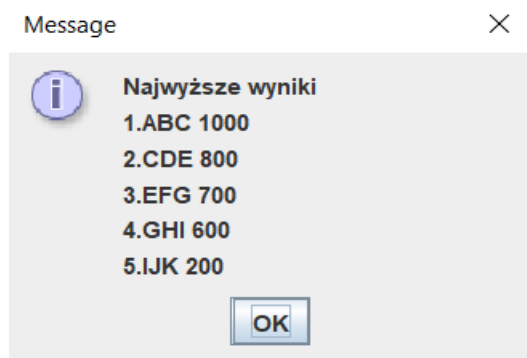 Message
Najwyższe wyniki
1.ABC 1000
2.CDE 800
3.EFG 700
4.GHI 600
5.IJK 200
OK